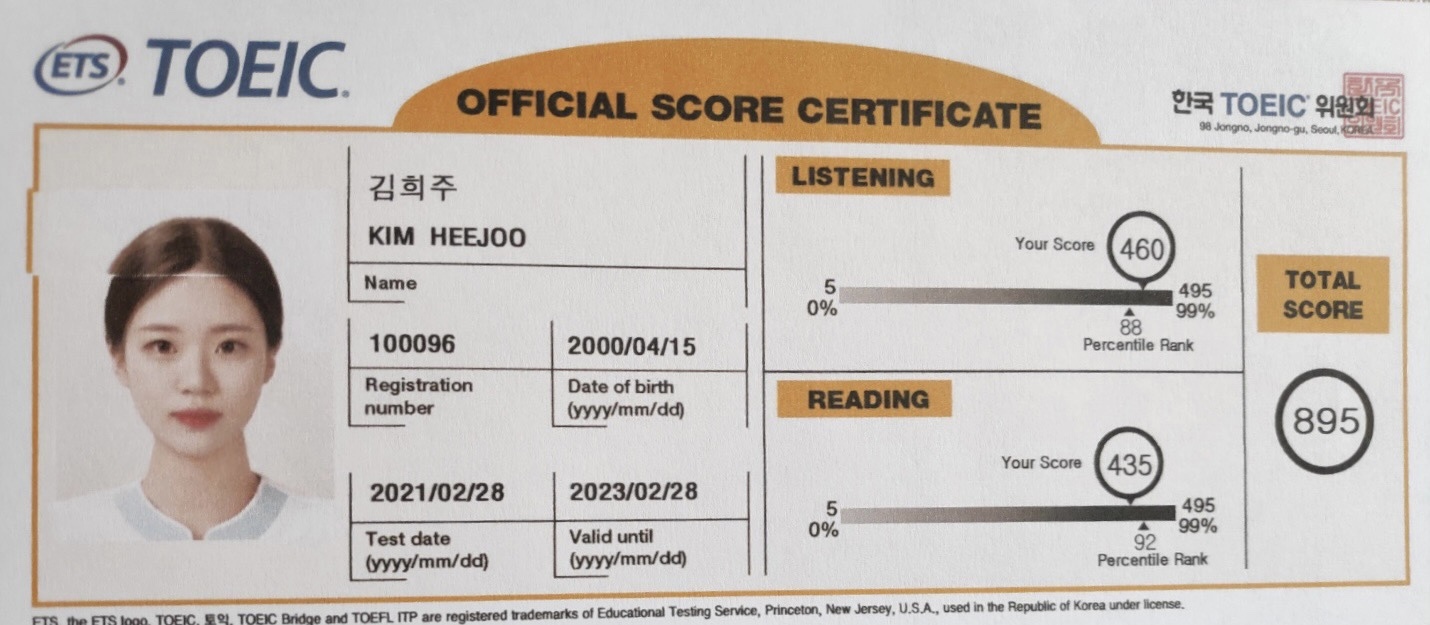 ETS TOEIC
OFFICIAL SCORE CERTIFICATE
한국 TOEIC 위원회
98 Jongno, Jongno-gu, Seoul, KOREA
김희주
KIM HEEJOO
Name
100096
Registration
number
2000/04/15
Date of birth
(yyyy/mm/dd)
2021/02/28
Test date
(yyyy/mm/dd)
2023/02/28
Valid until
(yyyy/mm/dd)
LISTENING
Your Score 460
5 495
0% 99%
88
Percentile Rank
READING
Your Score 435
5 495
0% 99%
92
Percentile Rank
TOTAL
SCORE
895
ETS, the ETS logo, TOEIC, 토익, TOEIC Bridge and TOEFL ITP are registered trademarks of Educational Testing Service, Princeton, New Jersey, U.S.A., used in the Republic of Korea under license.